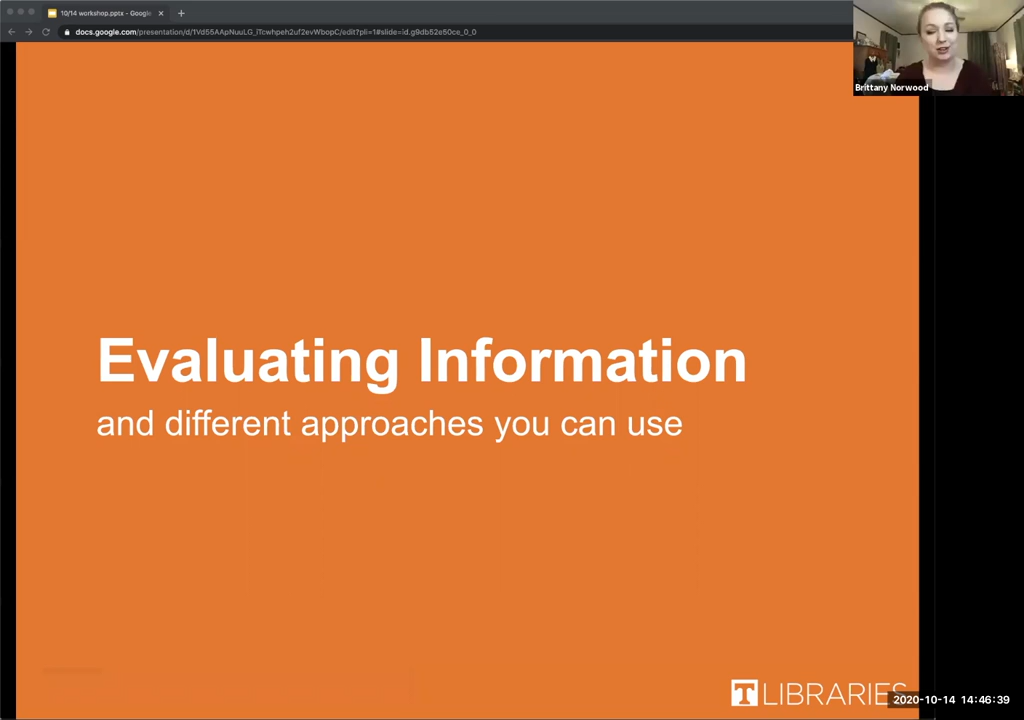 10/14 workshop.pptx - Google
docs.google.com/presentation/d/1Vd55AApNuuLG_iTcwhpeh2uf2evWbopC/edit?pli=1#slide=id.g9db52e50ce_0_0
Brittany Norwood
Evaluating Information
and different approaches you can use
T LIBRARIES
2020-10-14 14:46:39